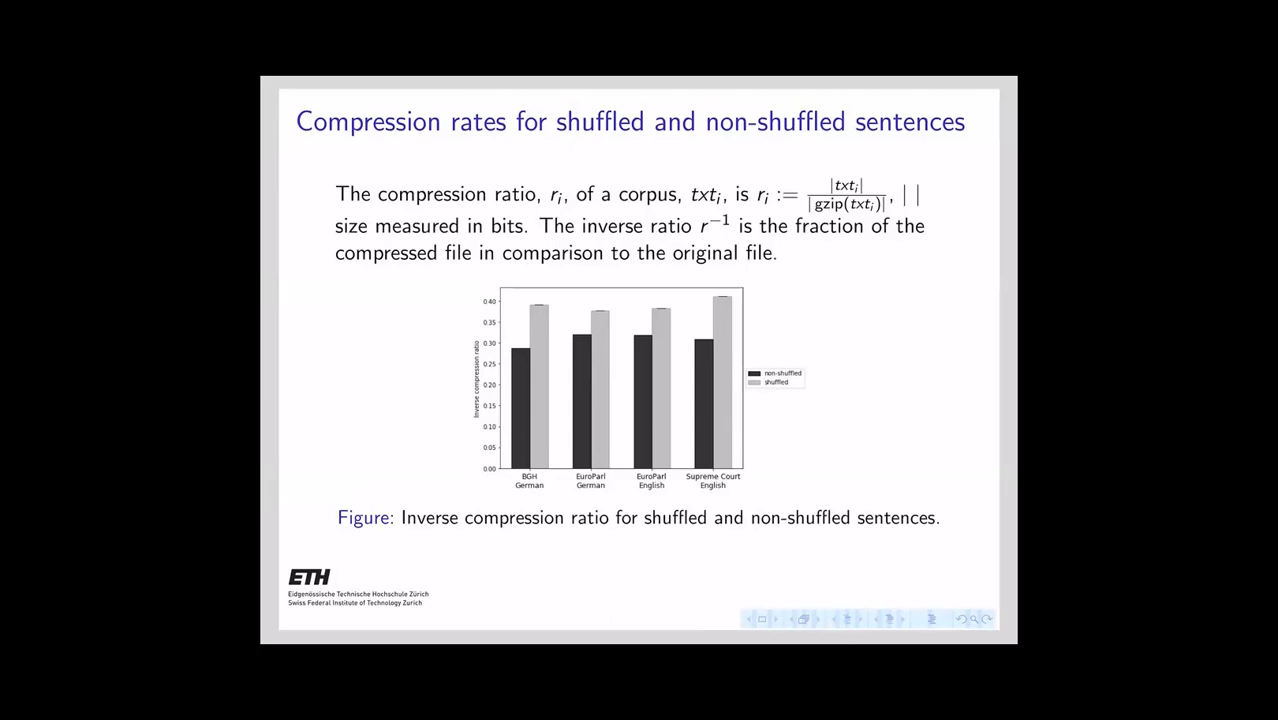 Compression rates for shuffled and non-shuffled sentences
The compression ratio, rᵢ, of a corpus, txtᵢ, is rᵢ := |txtᵢ| / |gzip(txtᵢ)|, | |
size measured in bits. The inverse ratio r⁻¹ is the fraction of the
compressed file in comparison to the original file.
Inverse compression ratio
0.40
0.35
0.30
0.25
0.20
0.15
0.10
0.05
0.00
non-shuffled
shuffled
BGH German
EuroParl German
EuroParl English
Supreme Court English
Figure: Inverse compression ratio for shuffled and non-shuffled sentences.
ETH
Eidgenössische Technische Hochschule Zürich
Swiss Federal Institute of Technology Zurich